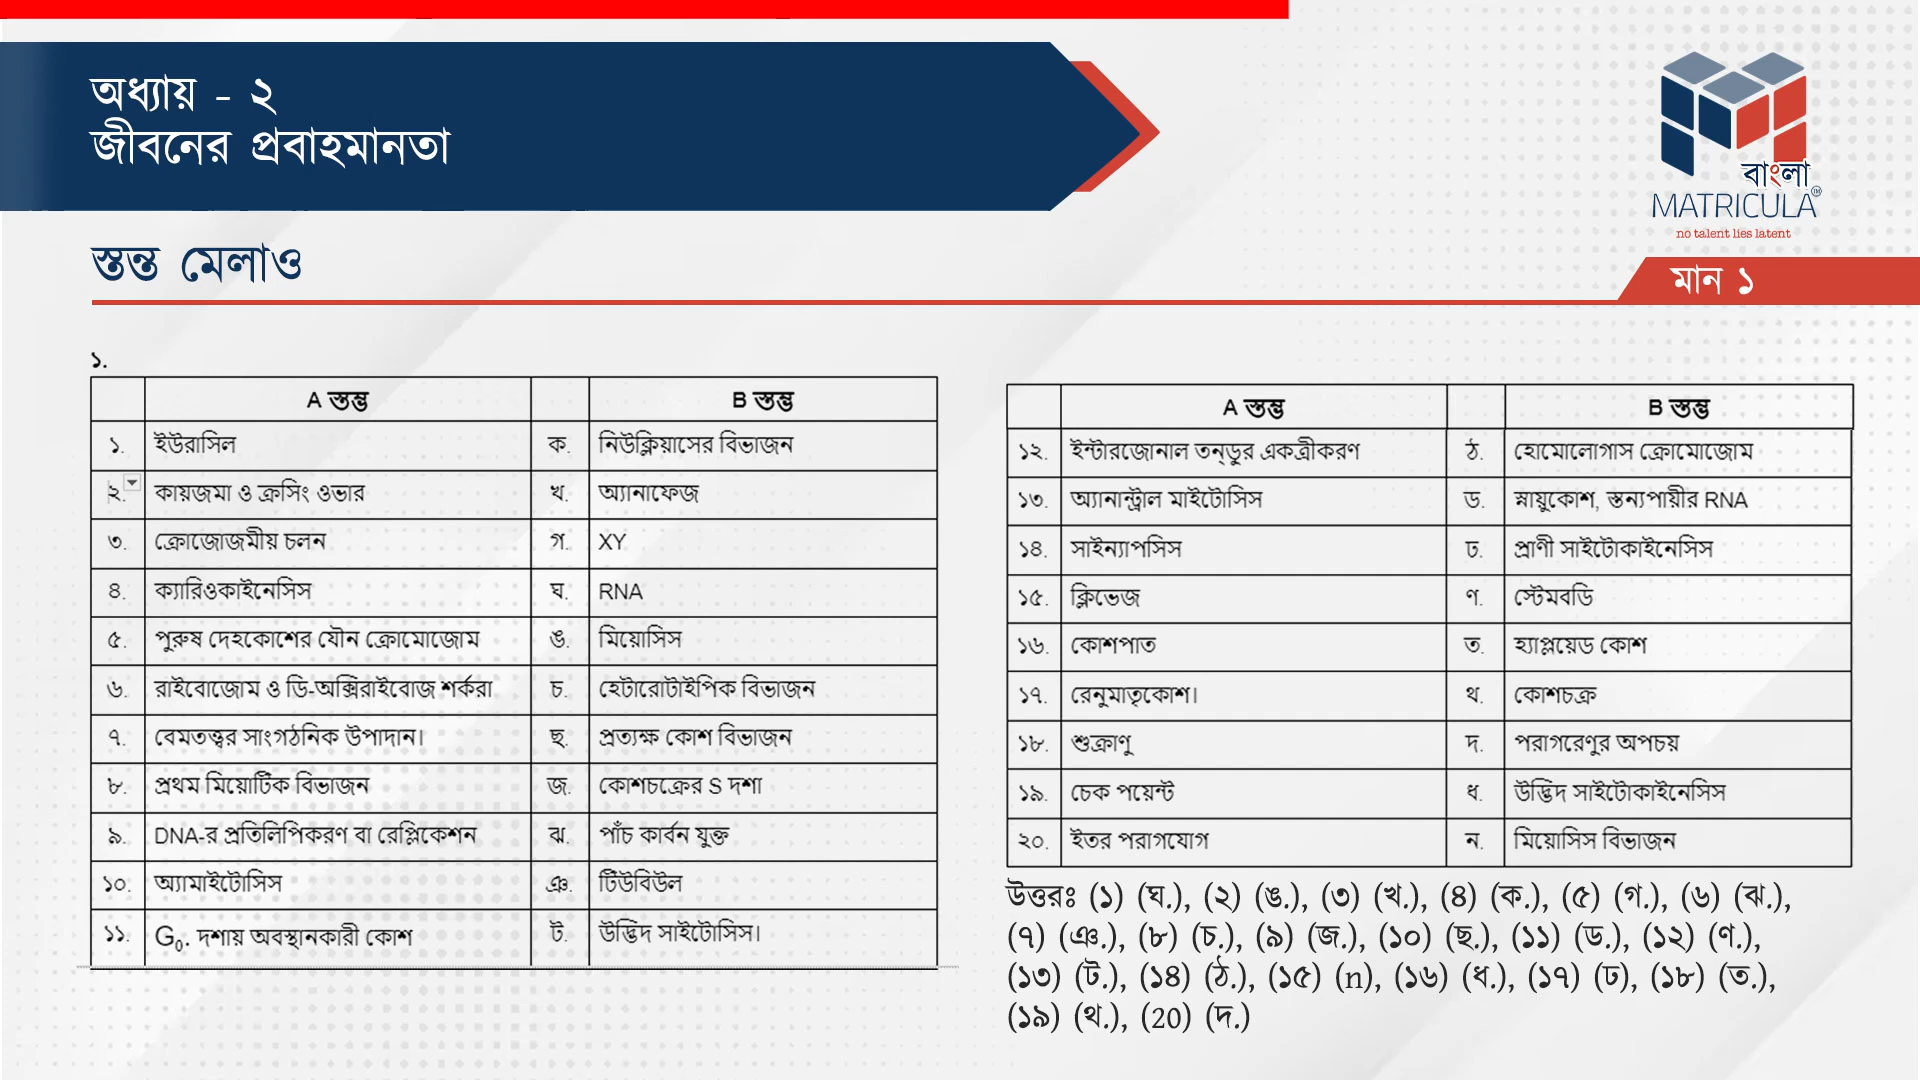 অধ্যায় - ২
জীবনের প্রবাহমানতা
বাংলা
MATRICULA
TM
no talent lies latent
স্তন্ত মেলাও
মান ১
১.
A স্তম্ভ B স্তম্ভ
১. ইউরাসিল ক. নিউক্লিয়াসের বিভাজন
২. কায়জমা ও ক্রসিং ওভার খ. অ্যানাফেজ
৩. ক্রোজোজমীয় চলন গ. XY
৪. ক্যারিওকাইনেসিস ঘ. RNA
৫. পুরুষ দেহকোশের যৌন ক্রোমোজোম ঙ. মিয়োসিস
৬. রাইবোজোম ও ডি-অক্সিরাইবোজ শর্করা চ. হেটারোটাইপিক বিভাজন
৭. বেমতন্তুর সাংগঠনিক উপাদান। ছ. প্রত্যক্ষ কোশ বিভাজন
৮. প্রথম মিয়োটিক বিভাজন জ. কোশচক্রের S দশা
৯. DNA-র প্রতিলিপিকরণ বা রেপ্লিকেশন ঝ. পাঁচ কার্বন যুক্ত
১০. অ্যামাইটোসিস ঞ. টিউবিউল
১১. G₀. দশায় অবস্থানকারী কোশ ট. উদ্ভিদ সাইটোসিস।
A স্তম্ভ B স্তম্ভ
১২. ইন্টারজোনাল তন্ডুর একত্রীকরণ ঠ. হোমোলোগাস ক্রোমোজোম
১৩. অ্যানাস্ট্রাল মাইটোসিস ড. স্নায়ুকোশ, স্তন্যপায়ীর RNA
১৪. সাইন্যাপসিস ঢ. প্রাণী সাইটোকাইনেসিস
১৫. ক্লিভেজ ণ. স্টেমবডি
১৬. কোশপাত ত. হ্যাপ্লয়েড কোশ
১৭. রেনুমাতৃকোশ। থ. কোশচক্র
১৮. শুক্রাণু দ. পরাগরেণুর অপচয়
১৯. চেক পয়েন্ট ধ. উদ্ভিদ সাইটোকাইনেসিস
২০. ইতর পরাগযোগ ন. মিয়োসিস বিভাজন
উত্তরঃ (১) (ঘ.), (২) (ঙ.), (৩) (খ.), (৪) (ক.), (৫) (গ.), (৬) (ঝ.),
(৭) (ঞ.), (৮) (চ.), (৯) (জ.), (১০) (ছ.), (১১) (ড.), (১২) (ণ.),
(১৩) (ট.), (১৪) (ঠ.), (১৫) (n), (১৬) (ধ.), (১৭) (ঢ), (১৮) (ত.),
(১৯) (থ.), (20) (দ.)